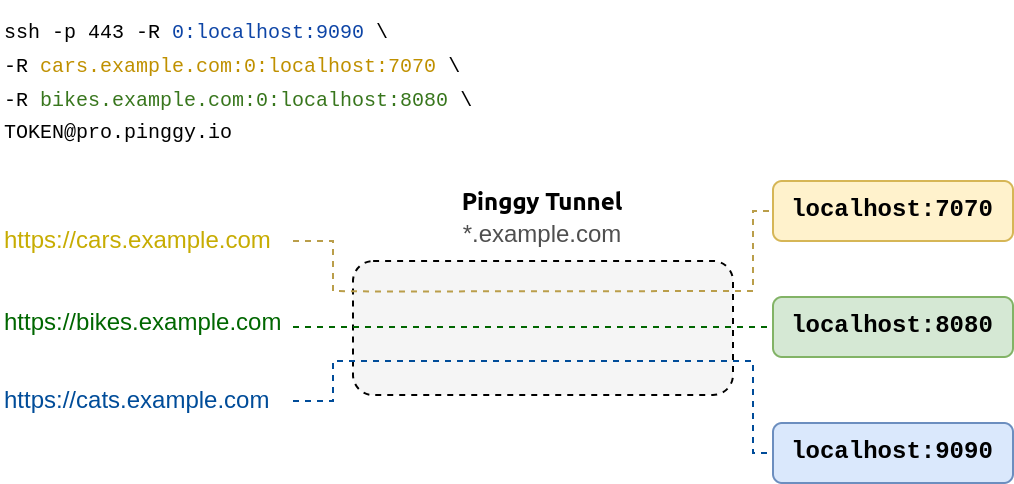 ssh -p 443 -R 0:localhost:9090 \
-R cars.example.com:0:localhost:7070 \
-R bikes.example.com:0:localhost:8080 \
TOKEN@pro.pinggy.io
Pinggy Tunnel
*.example.com
https://cars.example.com
https://bikes.example.com
https://cats.example.com
localhost:7070
localhost:8080
localhost:9090